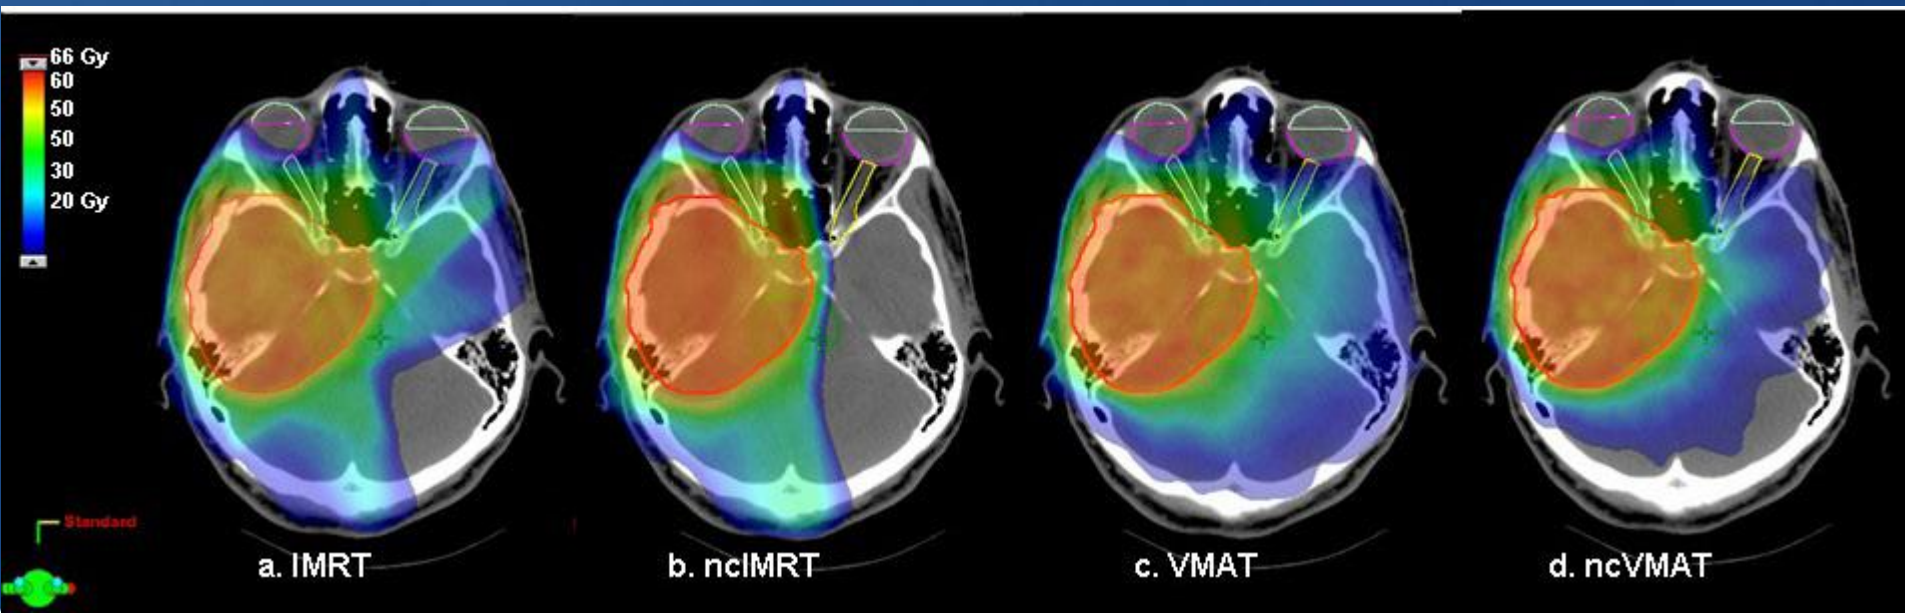 66 Gy
60
50
50
30
20 Gy
Standard
a. IMRT
b. ncIMRT
c. VMAT
d. ncVMAT